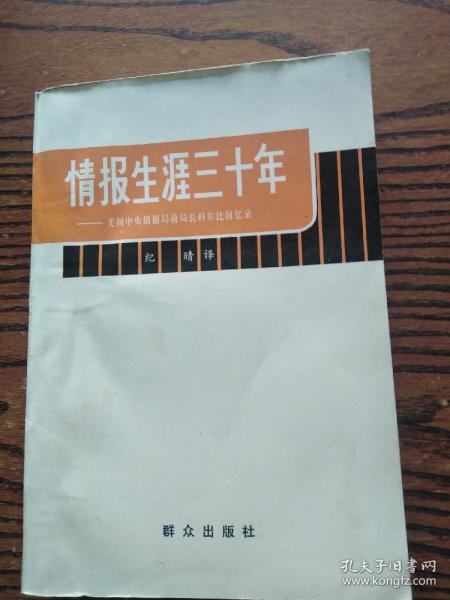 情报生涯三十年
——美国中央情报局前局长科尔比回忆录
纪晴译
群众出版社
孔夫子旧书网
www.kongfz.com